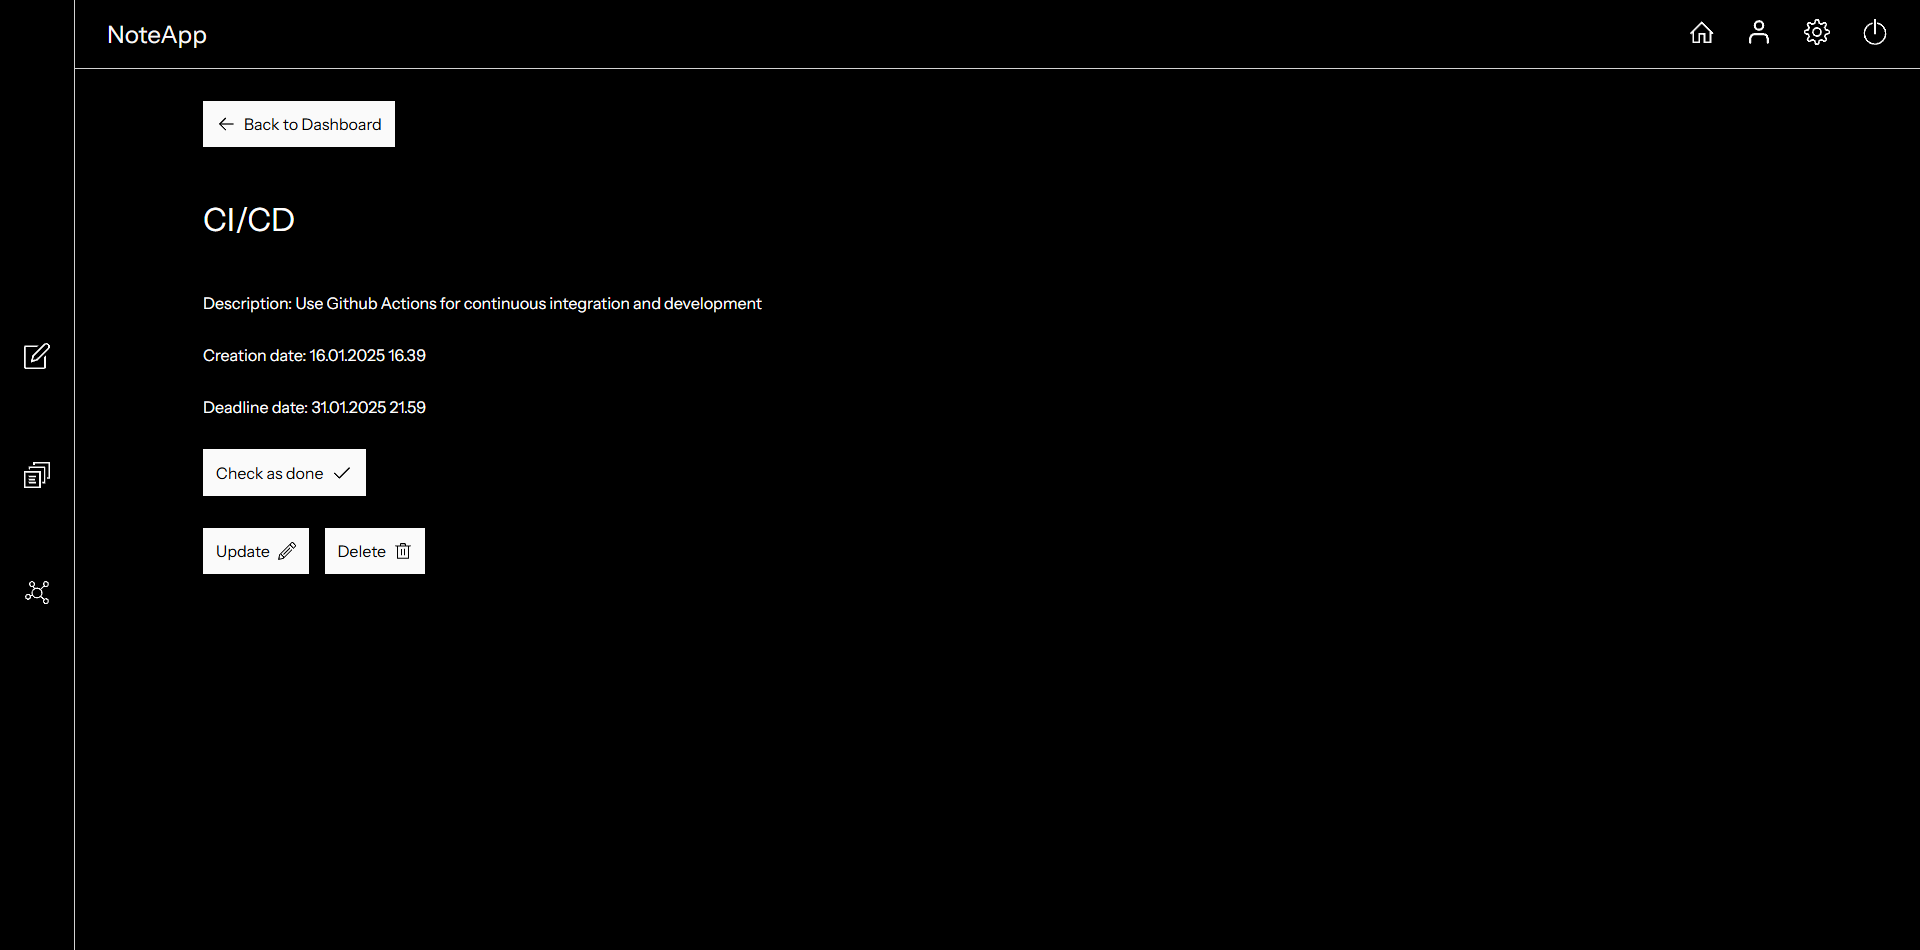 NoteApp
Back to Dashboard
CI/CD
Description: Use Github Actions for continuous integration and development
Creation date: 16.01.2025 16.39
Deadline date: 31.01.2025 21.59
Check as done
Update Delete